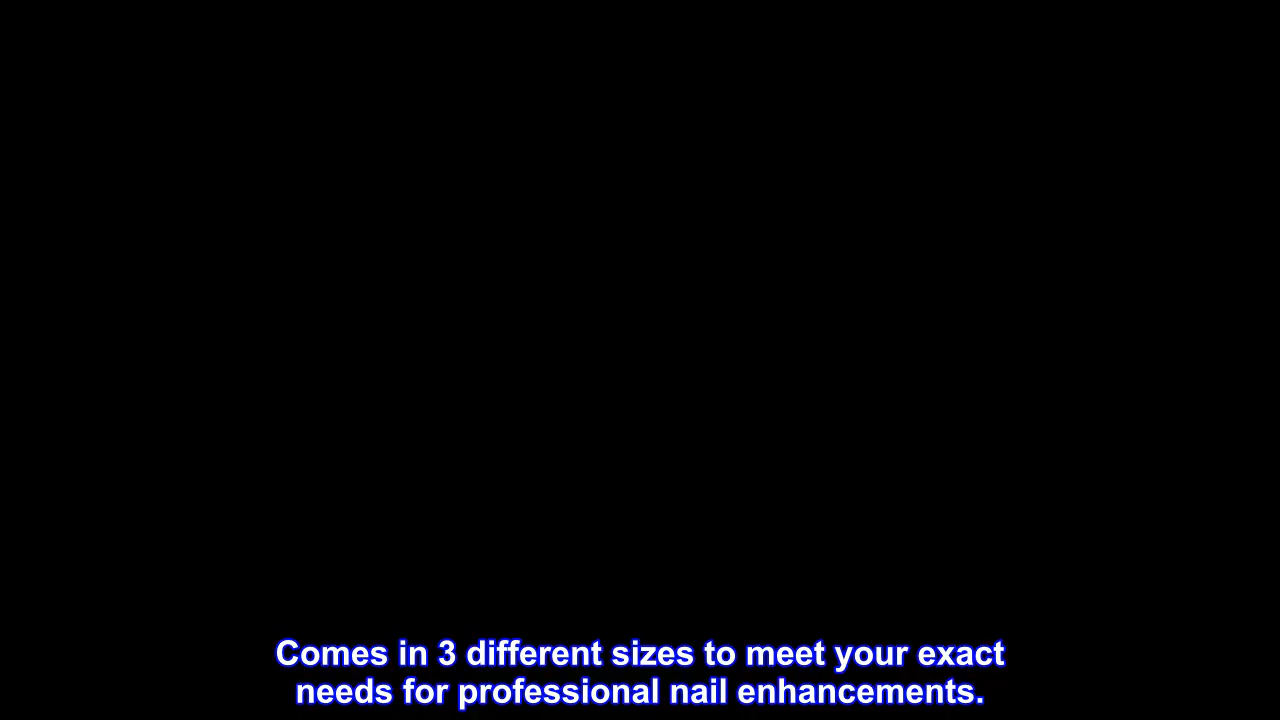 Comes in 3 different sizes to meet your exact
needs for professional nail enhancements.